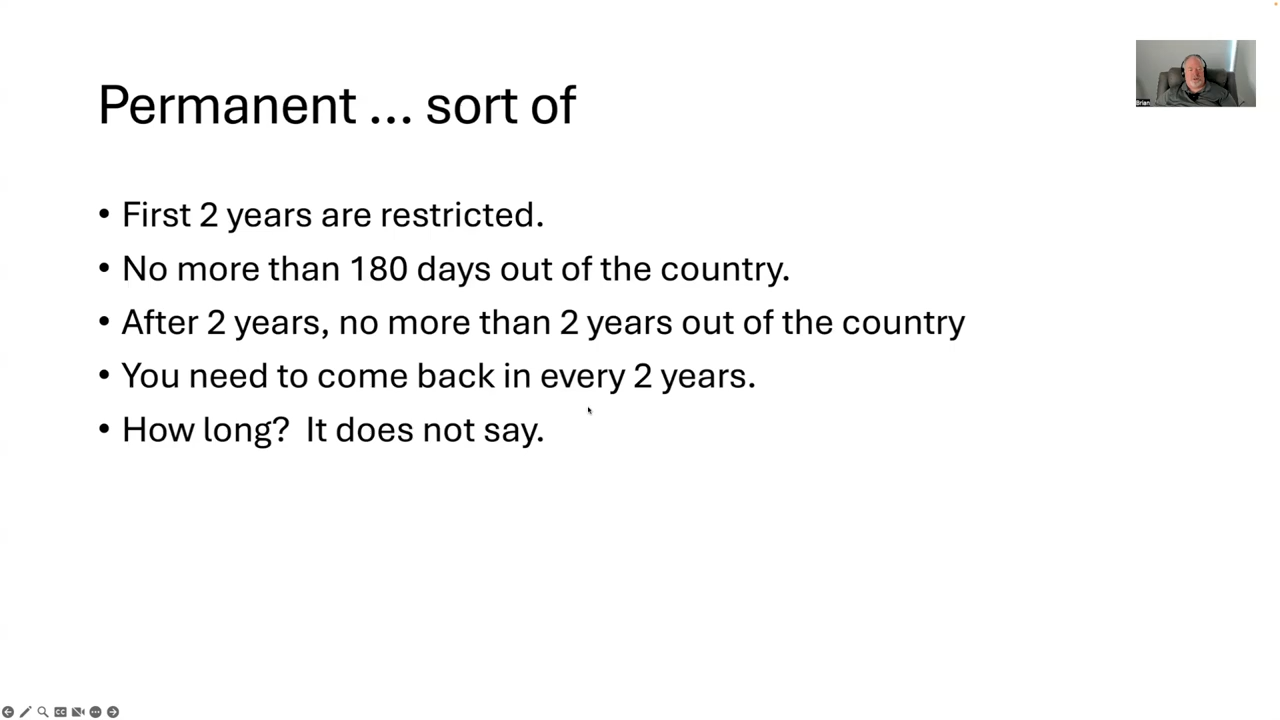 Permanent ... sort of
• First 2 years are restricted.
• No more than 180 days out of the country.
• After 2 years, no more than 2 years out of the country
• You need to come back in every 2 years.
• How long?  It does not say.
Brian